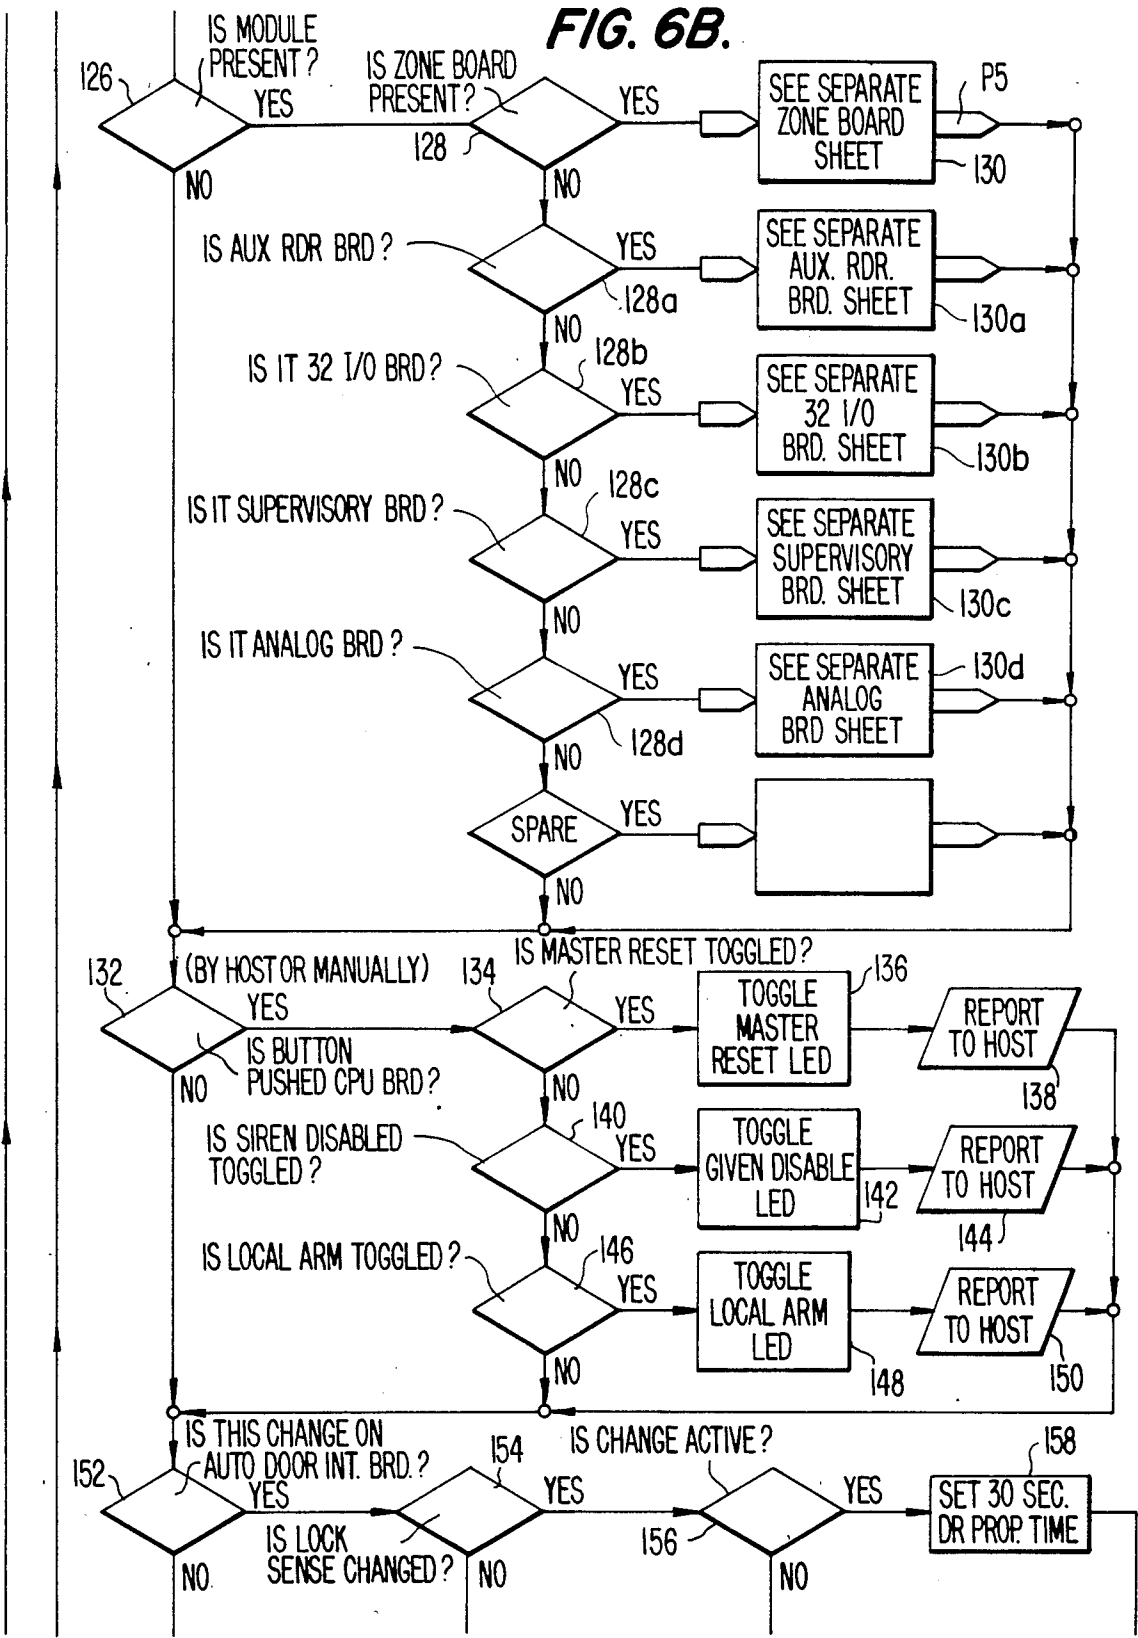 FIG. 6B.
IS MODULE
PRESENT?
126
YES
NO
IS ZONE BOARD
PRESENT?
128
YES
NO
SEE SEPARATE
ZONE BOARD
SHEET
P5
130
IS AUX RDR BRD?
YES
128a
NO
SEE SEPARATE
AUX. RDR.
BRD. SHEET
130a
IS IT 32 I/O BRD?
128b
YES
NO
SEE SEPARATE
32 I/O
BRD. SHEET
130b
IS IT SUPERVISORY BRD?
128c
YES
NO
SEE SEPARATE
SUPERVISORY
BRD. SHEET
130c
IS IT ANALOG BRD?
YES
128d
NO
SEE SEPARATE
ANALOG
BRD SHEET
130d
SPARE
YES
NO
132
(BY HOST OR MANUALLY)
YES
IS BUTTON
PUSHED CPU BRD?
NO
IS MASTER RESET TOGGLED?
134
YES
NO
TOGGLE
MASTER
RESET LED
136
REPORT
TO HOST
138
IS SIREN DISABLED
TOGGLED?
140
YES
NO
TOGGLE
GIVEN DISABLE
LED
142
REPORT
TO HOST
144
IS LOCAL ARM TOGGLED?
146
YES
NO
TOGGLE
LOCAL ARM
LED
148
REPORT
TO HOST
150
IS THIS CHANGE ON
AUTO DOOR INT. BRD.?
152
YES
NO.
154
YES
IS LOCK
SENSE CHANGED?
NO
IS CHANGE ACTIVE?
156
YES
NO
158
SET 30 SEC.
DR PROP. TIME